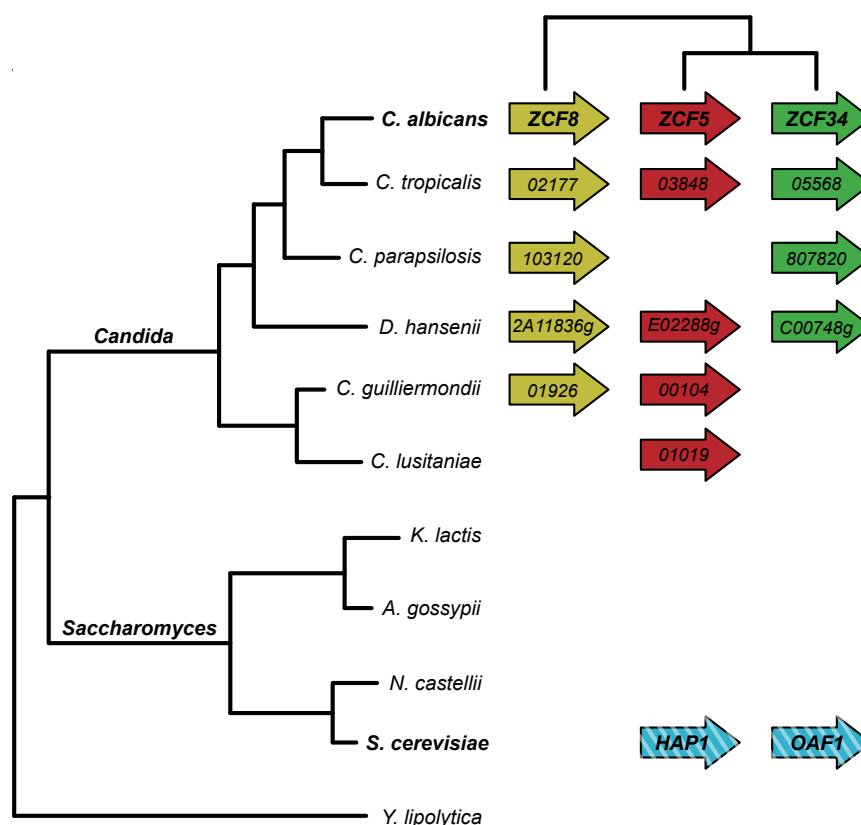 C. albicans ZCF8 ZCF5 ZCF34
C. tropicalis 02177 03848 05568
C. parapsilosis 103120 807820
D. hansenii 2A11836g E02288g C00748g
Candida
C. guilliermondii 01926 00104
C. lusitaniae 01019
K. lactis
A. gossypii
Saccharomyces
N. castellii
S. cerevisiae HAP1 OAF1
Y. lipolytica